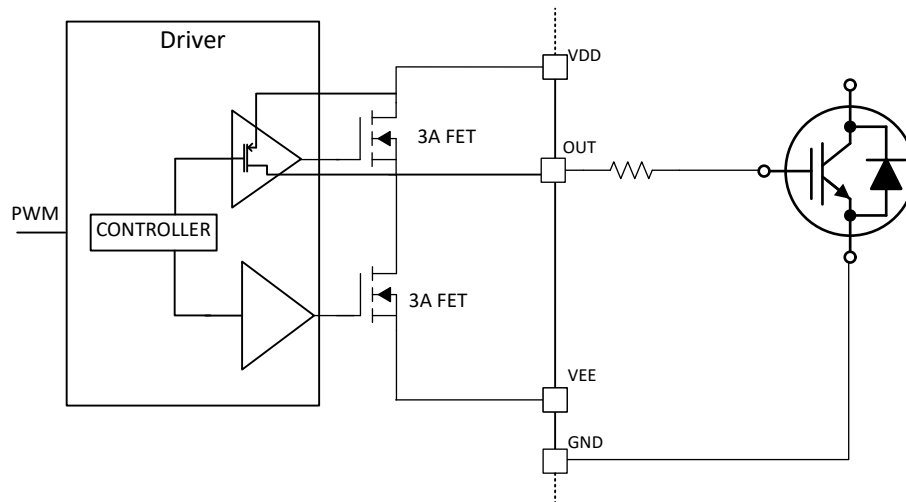 Driver
VDD
3A FET
OUT
PWM
CONTROLLER
3A FET
VEE
GND